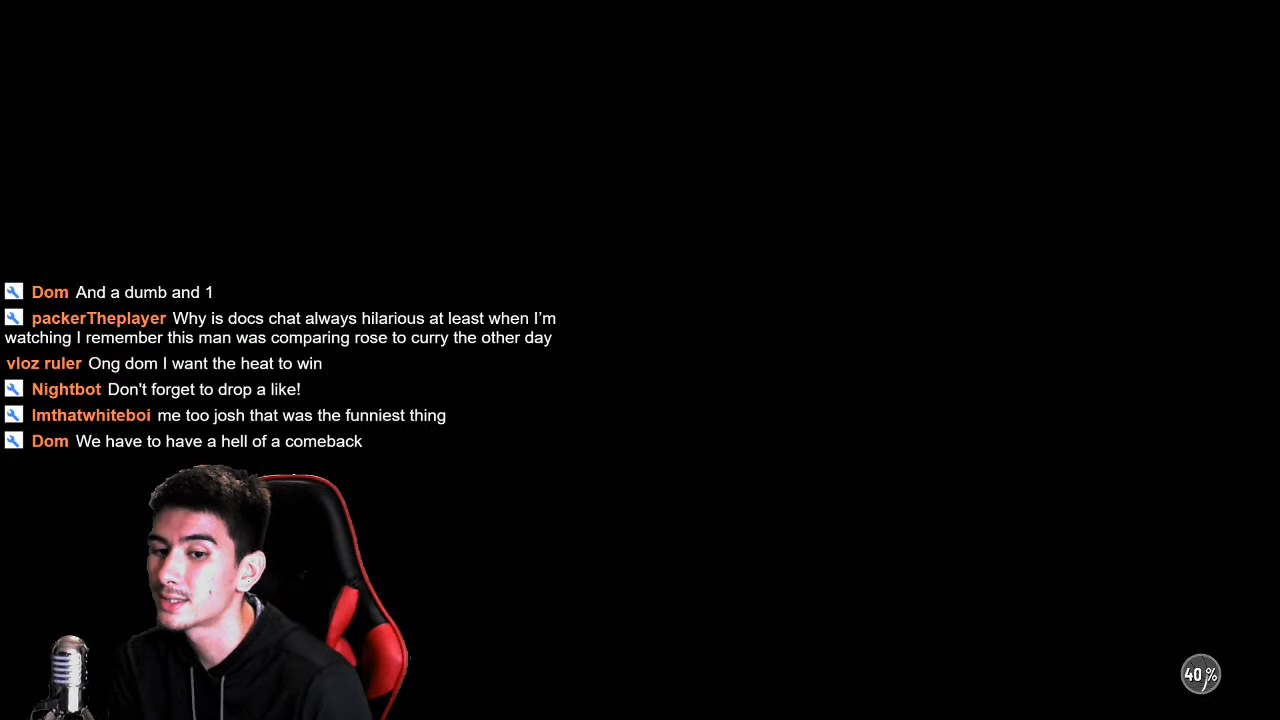 Dom And a dumb and 1
packerTheplayer Why is docs chat always hilarious at least when I’m
watching I remember this man was comparing rose to curry the other day
vloz ruler Ong dom I want the heat to win
Nightbot Don't forget to drop a like!
Imthatwhiteboi me too josh that was the funniest thing
Dom We have to have a hell of a comeback
40 %